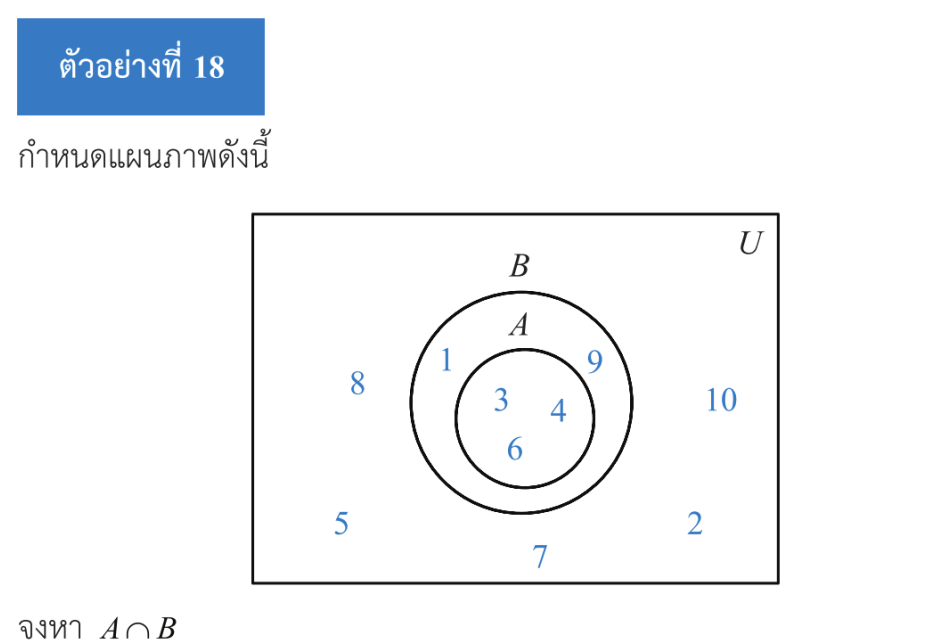 ตัวอย่างที่ 18
กำหนดแผนภาพดังนี้
U
B
A
1 9
8 3 4 10
6
5 2
7
จงหา A ∩ B